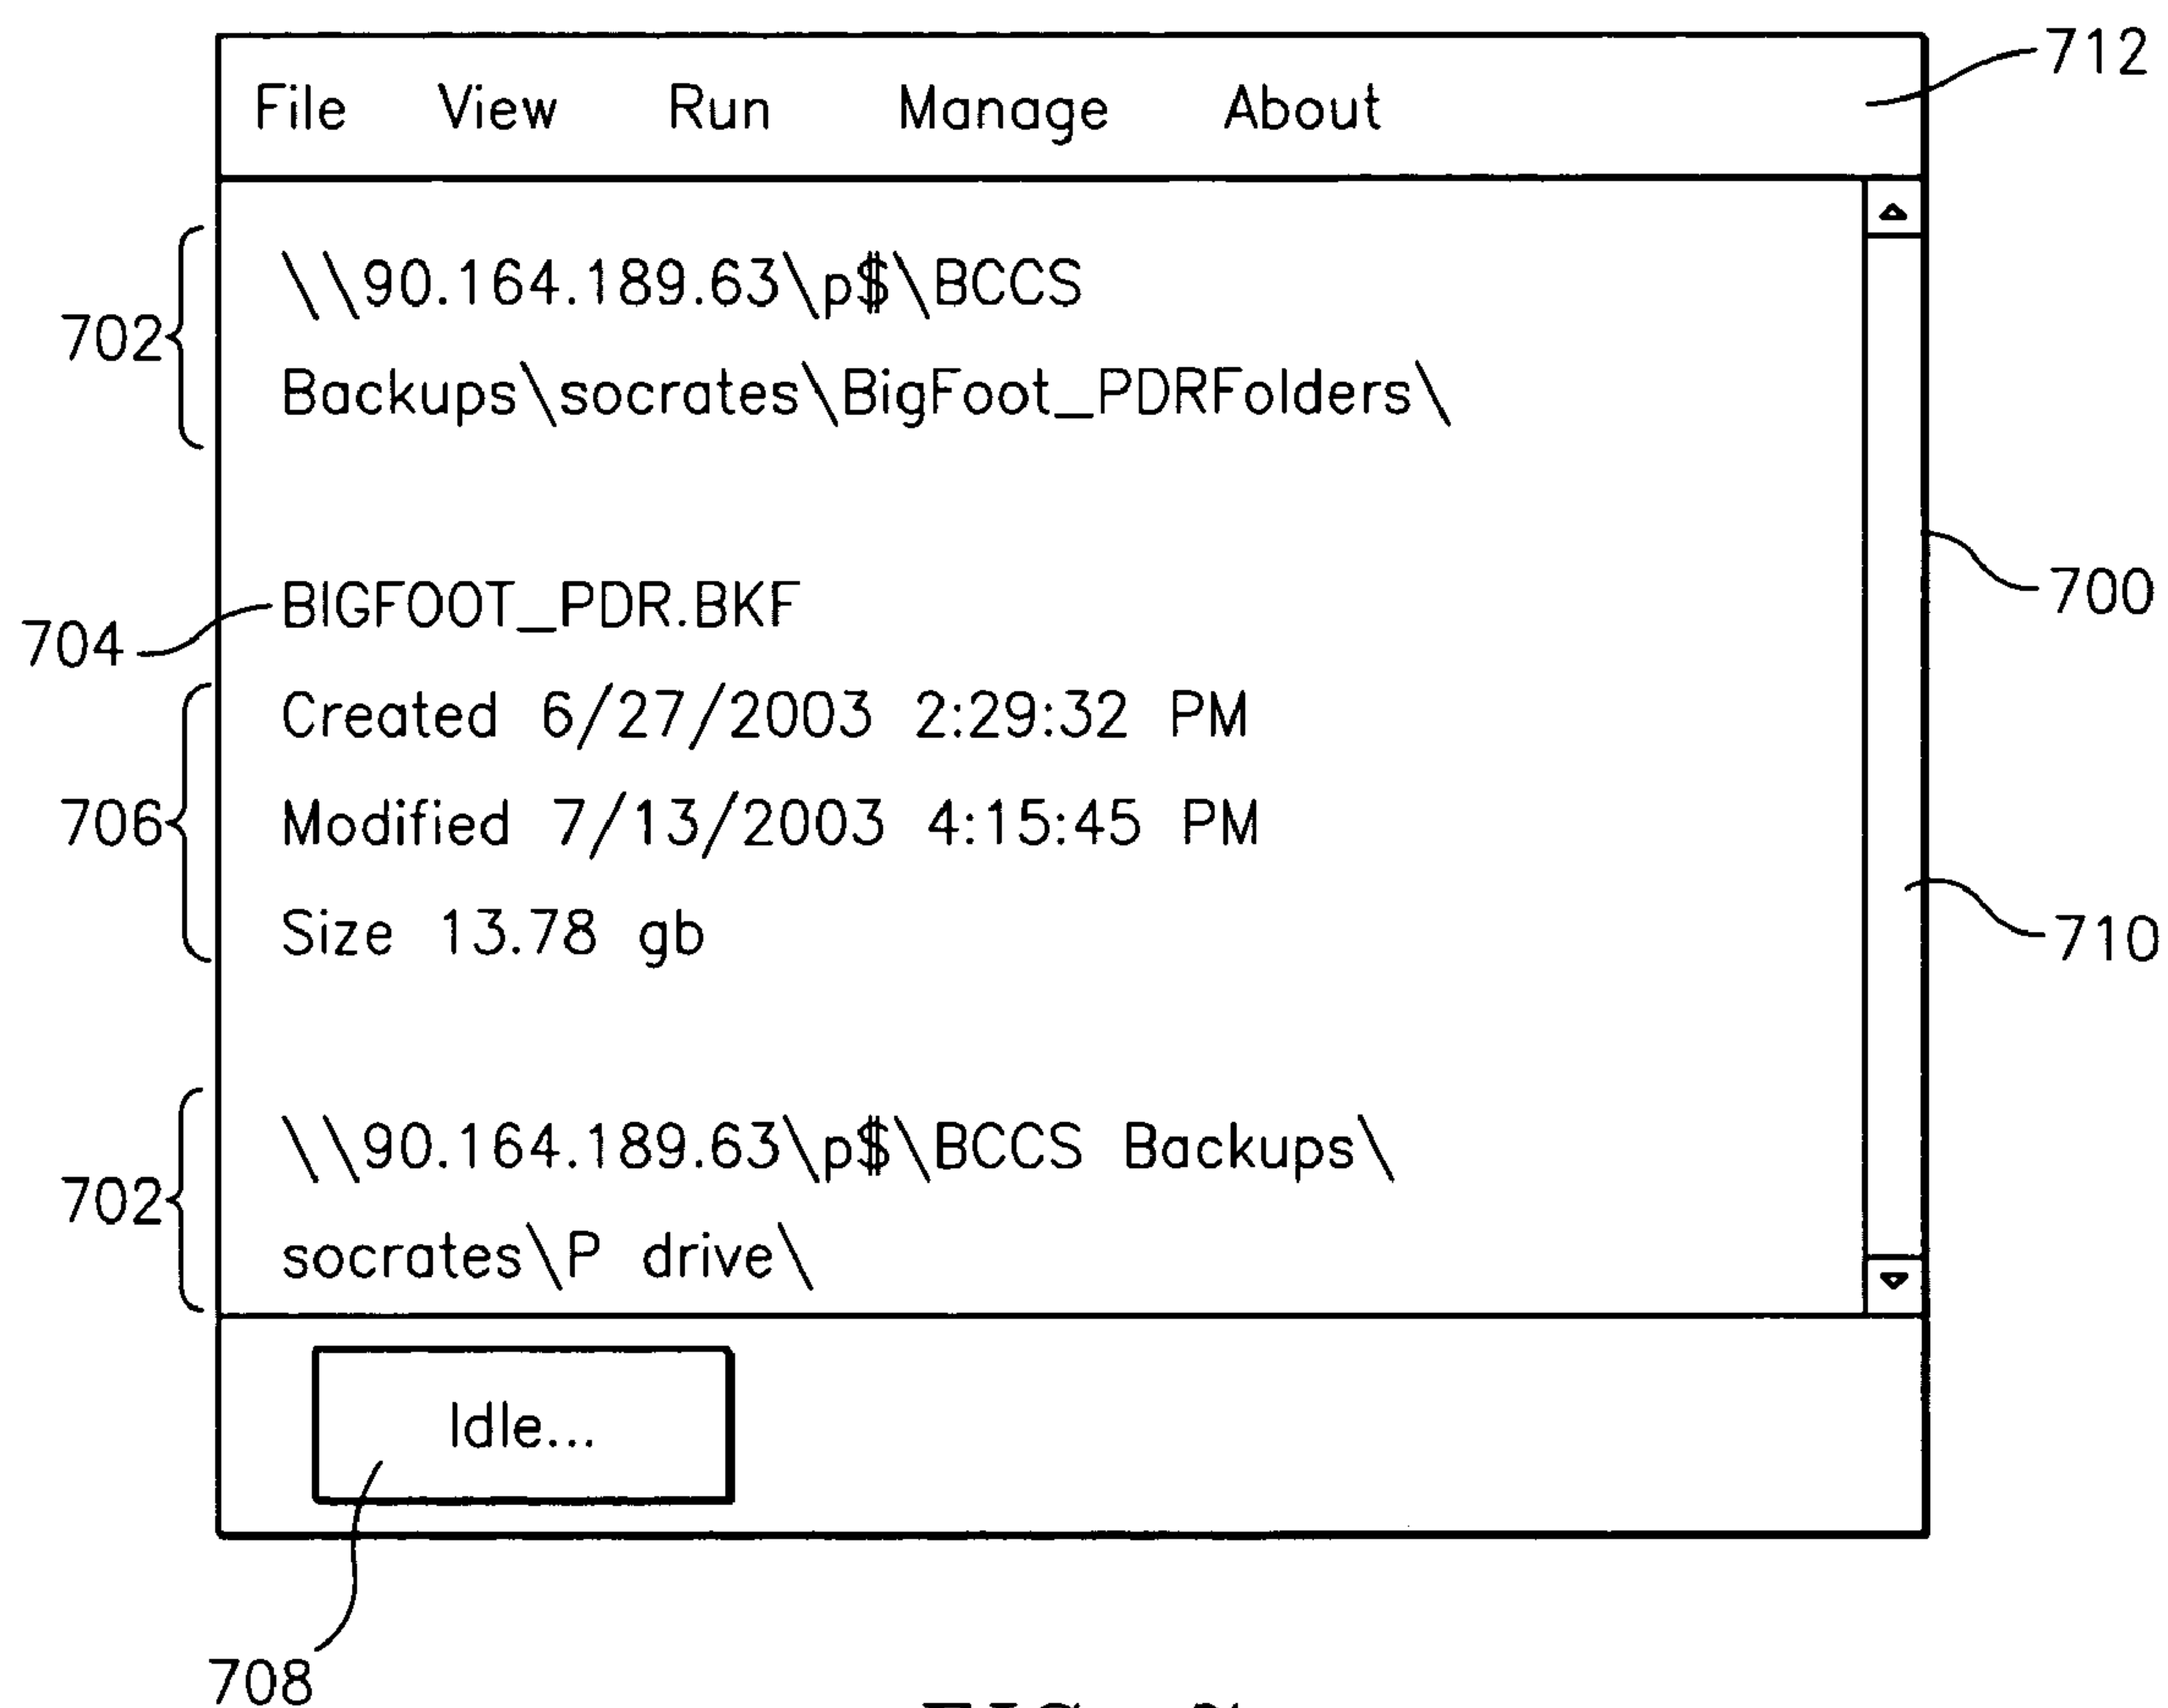 712
File View Run Manage About
\\90.164.189.63\p$\BCCS
702
Backups\socrates\BigFoot_PDRFolders\
700
BIGFOOT_PDR.BKF
704
Created 6/27/2003 2:29:32 PM
706
Modified 7/13/2003 4:15:45 PM
Size 13.78 gb
710
\\90.164.189.63\p$\BCCS Backups\
702
socrates\P drive\
Idle...
708